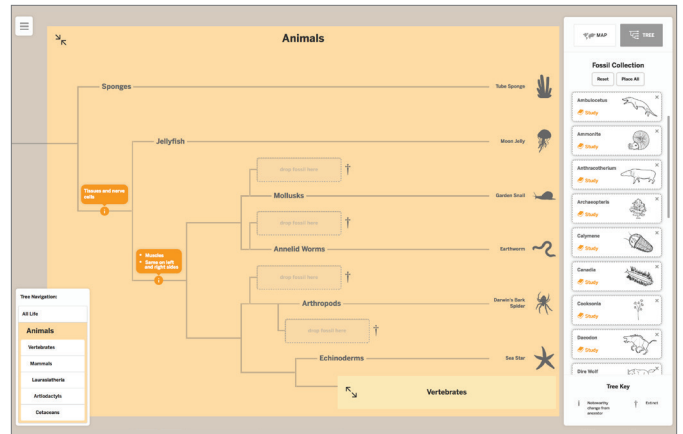 Animals
Sponges
Tube Sponge
Jellyfish
Moon Jelly
Tissues and nerve
cells
i
drop fossil here
†
Mollusks
Garden Snail
drop fossil here
†
Annelid Worms
Earthworm
• Muscles
• Same on left
and right sides
i
drop fossil here
†
Arthropods
Darwin's Bark
Spider
drop fossil here
†
Echinoderms
Sea Star
Vertebrates
Tree Navigation:
All Life
Animals
Vertebrates
Mammals
Laurasiatheria
Artiodactyls
Cetaceans
MAP
TREE
Fossil Collection
Reset
Place All
Ambulocetus
Study
Ammonite
Study
Anthracotherium
Study
Archaeopteris
Study
Calymene
Study
Canadia
Study
Cooksonia
Study
Daeodon
Study
Dire Wolf
Tree Key
i Noteworthy
change from
ancestor
† Extinct